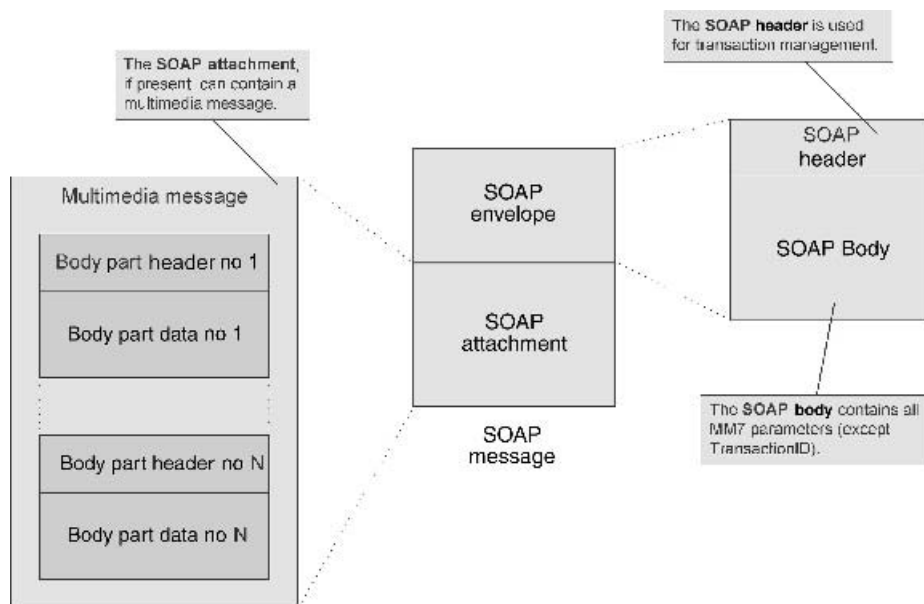 The SOAP attachment,
if present can contain a
multimedia message.
Multimedia message
Body part header no 1
Body part data no 1
Body part header no N
Body part data no N
SOAP
envelope
SOAP
attachment
SOAP
message
The SOAP header is used
for transaction management.
SOAP
header
SOAP Body
The SOAP body contains all
MM7 parameters (except
TransactionID).